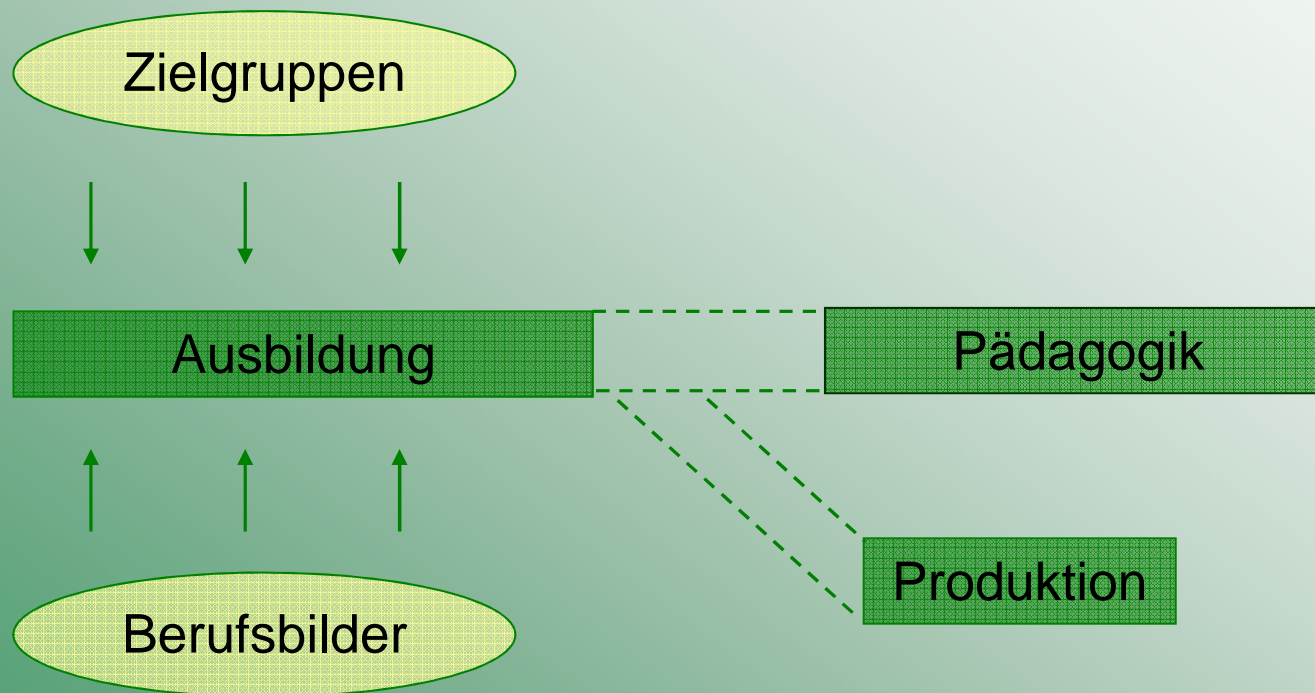 Zielgruppen
Ausbildung
Pädagogik
Produktion
Berufsbilder